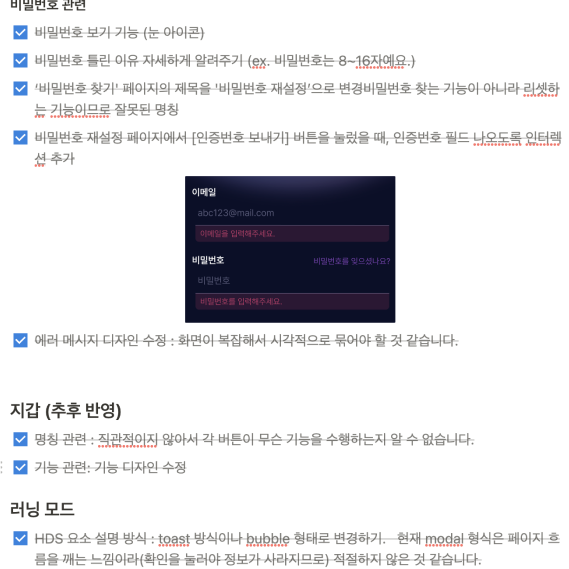 비밀번호 관련
비밀번호 보기 기능 (눈 아이콘)
비밀번호 틀린 이유 자세하게 알려주기 (ex. 비밀번호는 8~16자예요.)
'비밀번호 찾기' 페이지의 제목을 '비밀번호 재설정'으로 변경비밀번호 찾는 기능이 아니라 리셋하
는 기능이므로 잘못된 명칭
비밀번호 재설정 페이지에서 [인증번호 보내기] 버튼을 눌렀을 때, 인증번호 필드 나오도록 인터렉
션 추가
이메일
abc123@mail.com
이메일을 입력해주세요.
비밀번호
비밀번호를 잊으셨나요?
비밀번호
비밀번호를 입력해주세요.
에러 메시지 디자인 수정 : 화면이 복잡해서 시각적으로 묶어야 할 것 같습니다.
지갑 (추후 반영)
명칭 관련 : 직관적이지 않아서 각 버튼이 무슨 기능을 수행하는지 알 수 없습니다.
기능 관련: 기능 디자인 수정
러닝 모드
HDS 요소 설명 방식 : toast 방식이나 bubble 형태로 변경하기. 현재 modal 형식은 페이지 흐
름을 깨는 느낌이라(확인을 눌러야 정보가 사라지므로) 적절하지 않은 것 같습니다.